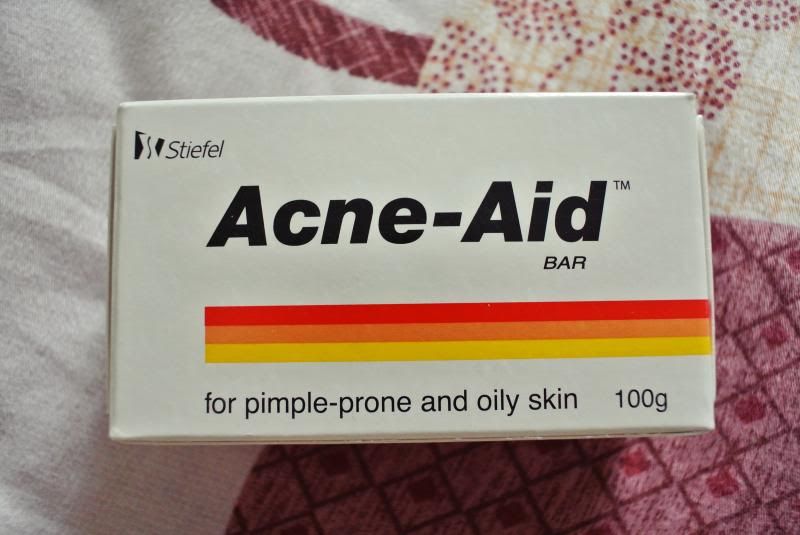 Stiefel
Acne-Aid™
BAR
for pimple-prone and oily skin 100g